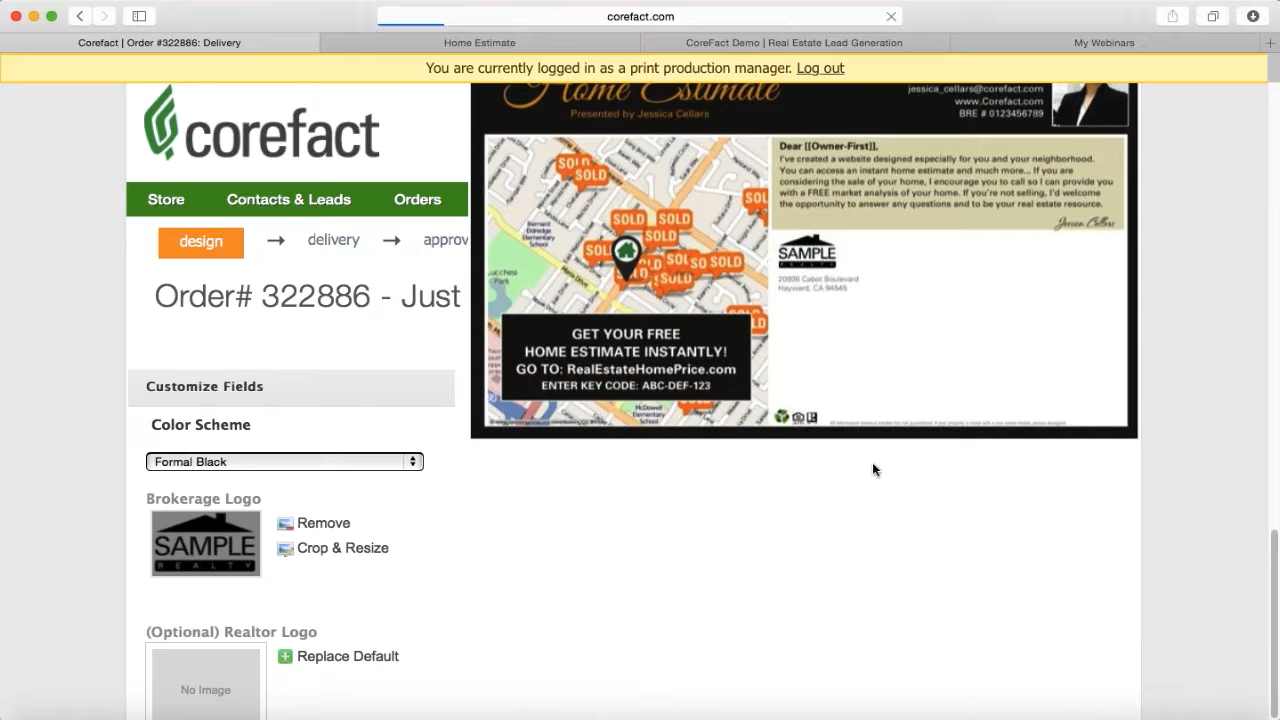 corefact.com
Corefact | Order #322886: Delivery
Home Estimate
CoreFact Demo | Real Estate Lead Generation
My Webinars
You are currently logged in as a print production manager. Log out
corefact
Store
Contacts & Leads
Orders
design
delivery
approv
Order# 322886 - Just
Customize Fields
Color Scheme
Formal Black
Brokerage Logo
SAMPLE
REALTY
Remove
Crop & Resize
(Optional) Realtor Logo
No Image
Replace Default
Home Estimate
Presented by Jessica Cellars
jessica_cellars@corefact.com
www.Corefact.com
BRE # 0123456789
SOLD
SOLD
SOLD
SOLD
SOLD
SOLD
GET YOUR FREE
HOME ESTIMATE INSTANTLY!
GO TO: RealEstateHomePrice.com
ENTER KEY CODE: ABC-DEF-123
McDowell
Elementary
School
Dear [[Owner-First]],
I've created a website designed especially for you and your neighborhood.
You can access an instant home estimate and much more... If you are
considering the sale of your home, I encourage you to call so I can provide you
with a FREE market analysis of your home. If you're not selling, I'd welcome
the opportunity to answer any questions and to be your real estate resource.
Jessica Cellars
SAMPLE
20936 Cabot Boulevard
Hayward, CA 94545